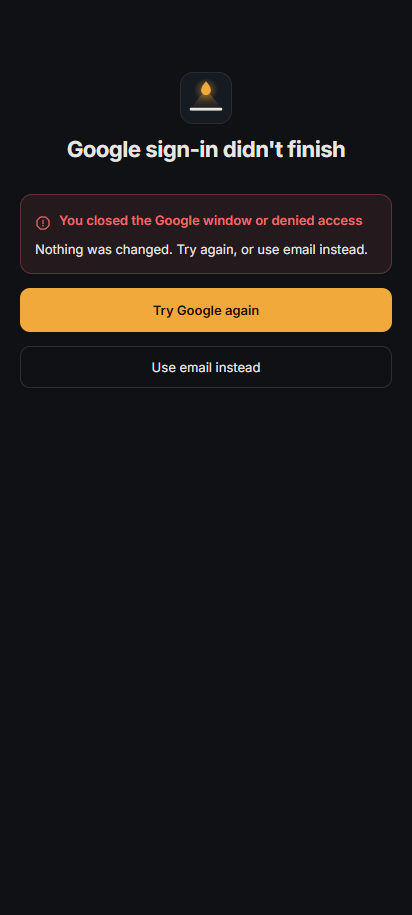 Google sign-in didn't finish
You closed the Google window or denied access
Nothing was changed. Try again, or use email instead.
Try Google again
Use email instead